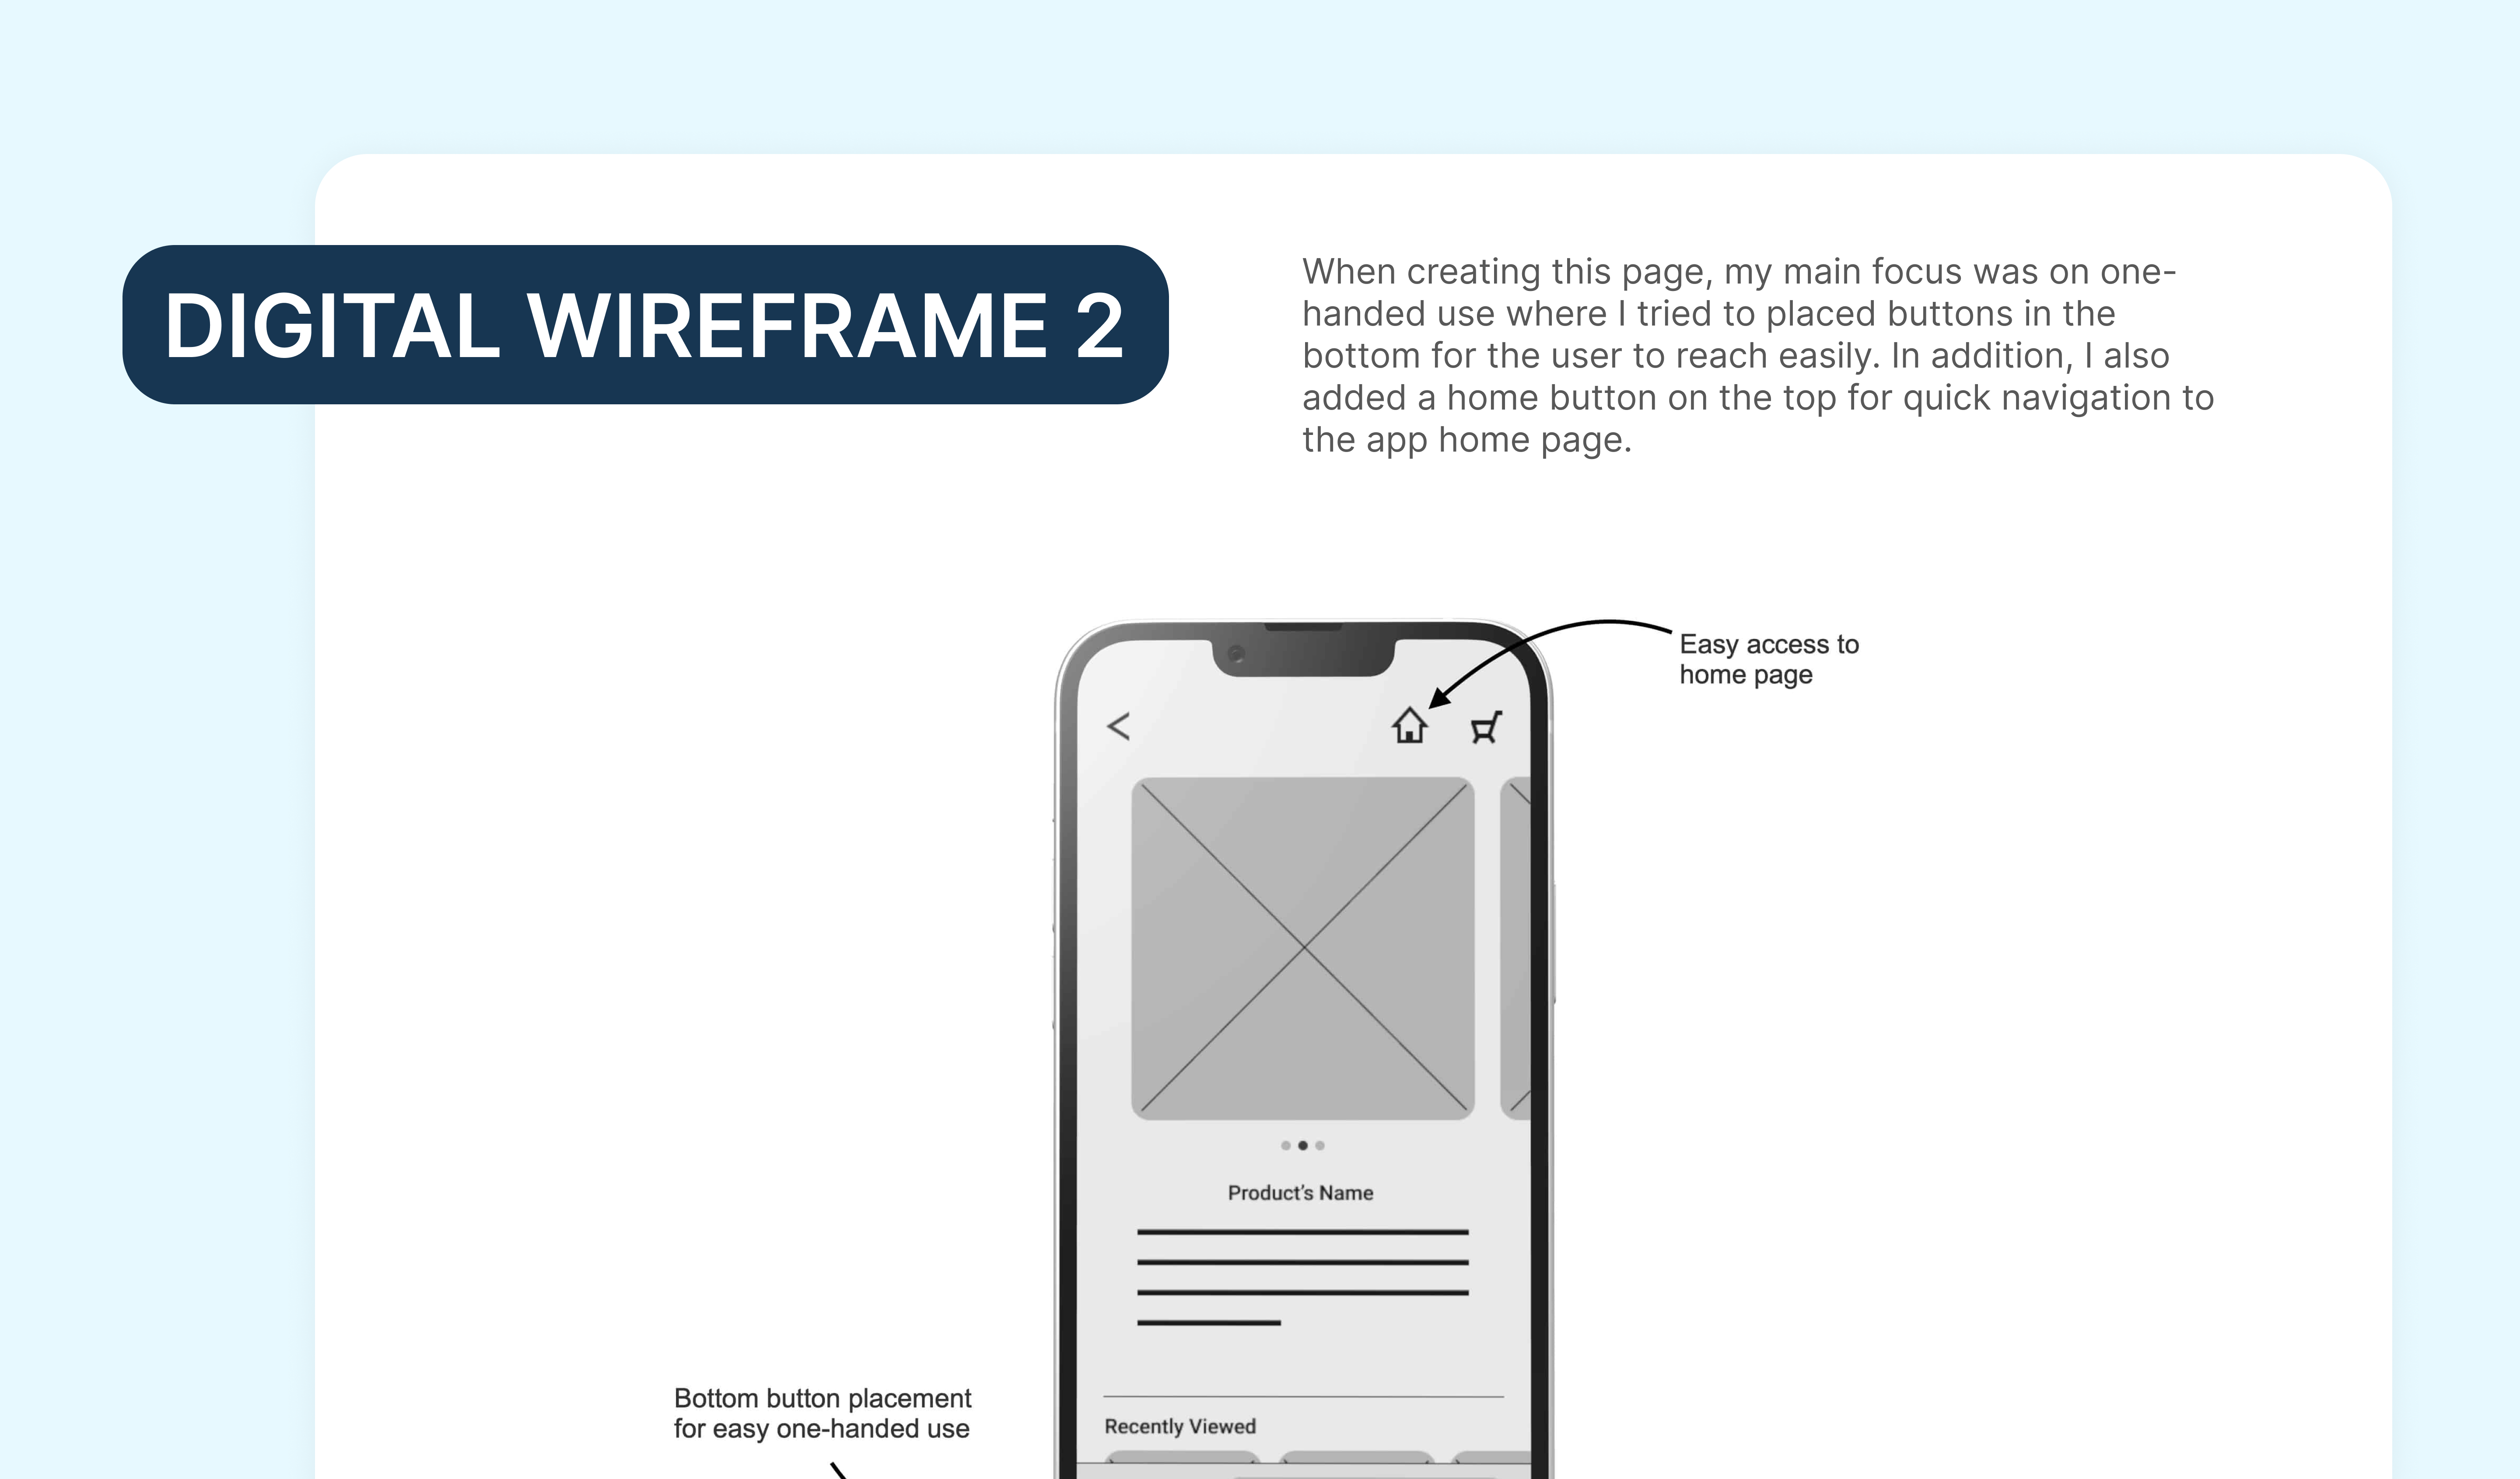 DIGITAL WIREFRAME 2
When creating this page, my main focus was on one-
handed use where I tried to placed buttons in the
bottom for the user to reach easily. In addition, I also
added a home button on the top for quick navigation to
the app home page.
Easy access to
home page
Product's Name
Bottom button placement
for easy one-handed use
Recently Viewed